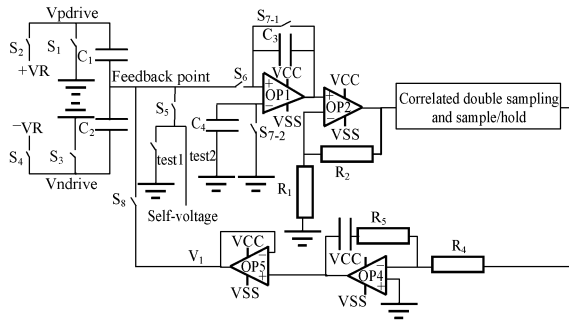 Vpdrive
S2
S1
C1
+VR
Feedback point
S6
S7-1
C3
VCC
+
OP1
−
VSS
VCC
+
OP2
−
VSS
Correlated double sampling
and sample/hold
−VR
C2
S4
S3
Vndrive
S5
C4
S7-2
test1
test2
R1
R2
S8
Self-voltage
V1
VCC
−
OP5
+
VSS
R5
VCC
−
OP4
+
VSS
R4